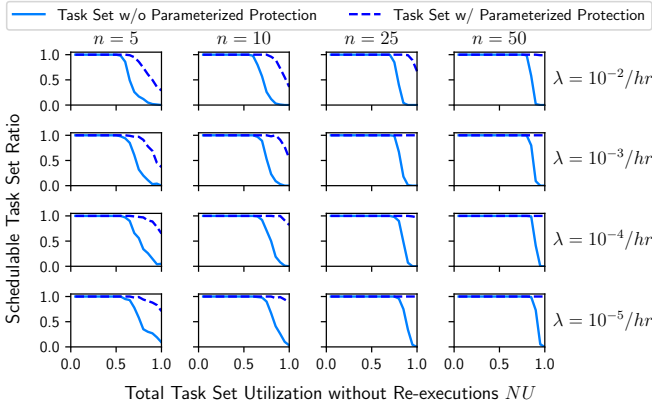 Task Set w/o Parameterized Protection Task Set w/ Parameterized Protection
n = 5 n = 10 n = 25 n = 50
Schedulable Task Set Ratio
1.0
0.5
0.0
λ = 10⁻²/hr
1.0
0.5
0.0
λ = 10⁻³/hr
1.0
0.5
0.0
λ = 10⁻⁴/hr
1.0
0.5
0.0
λ = 10⁻⁵/hr
0.0 0.5 1.0 0.0 0.5 1.0 0.0 0.5 1.0 0.0 0.5 1.0
Total Task Set Utilization without Re-executions NU